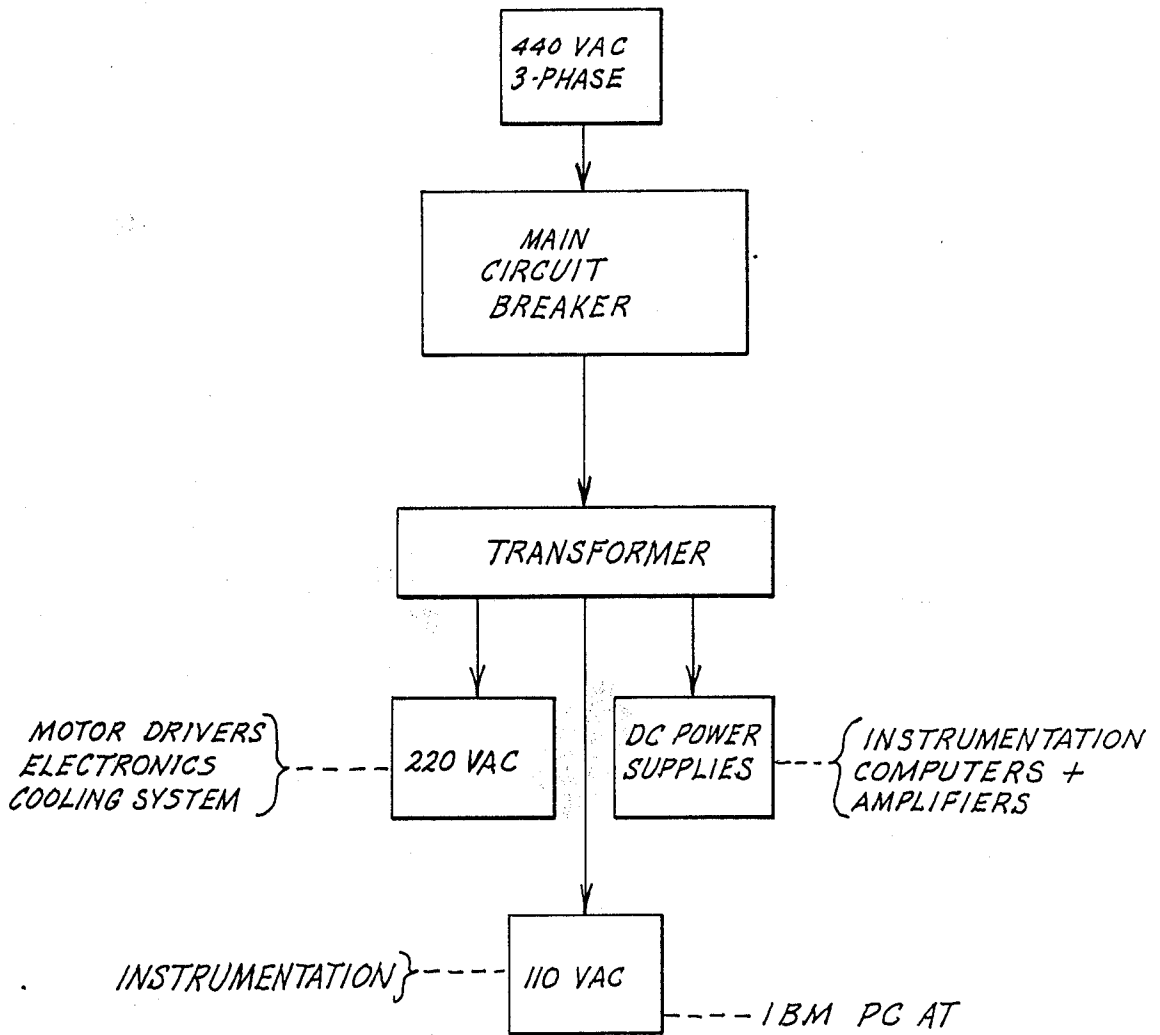 440 VAC
3-PHASE
MAIN
CIRCUIT
BREAKER
TRANSFORMER
MOTOR DRIVERS
ELECTRONICS
COOLING SYSTEM
220 VAC
DC POWER
SUPPLIES
INSTRUMENTATION
COMPUTERS +
AMPLIFIERS
INSTRUMENTATION
110 VAC
IBM PC AT